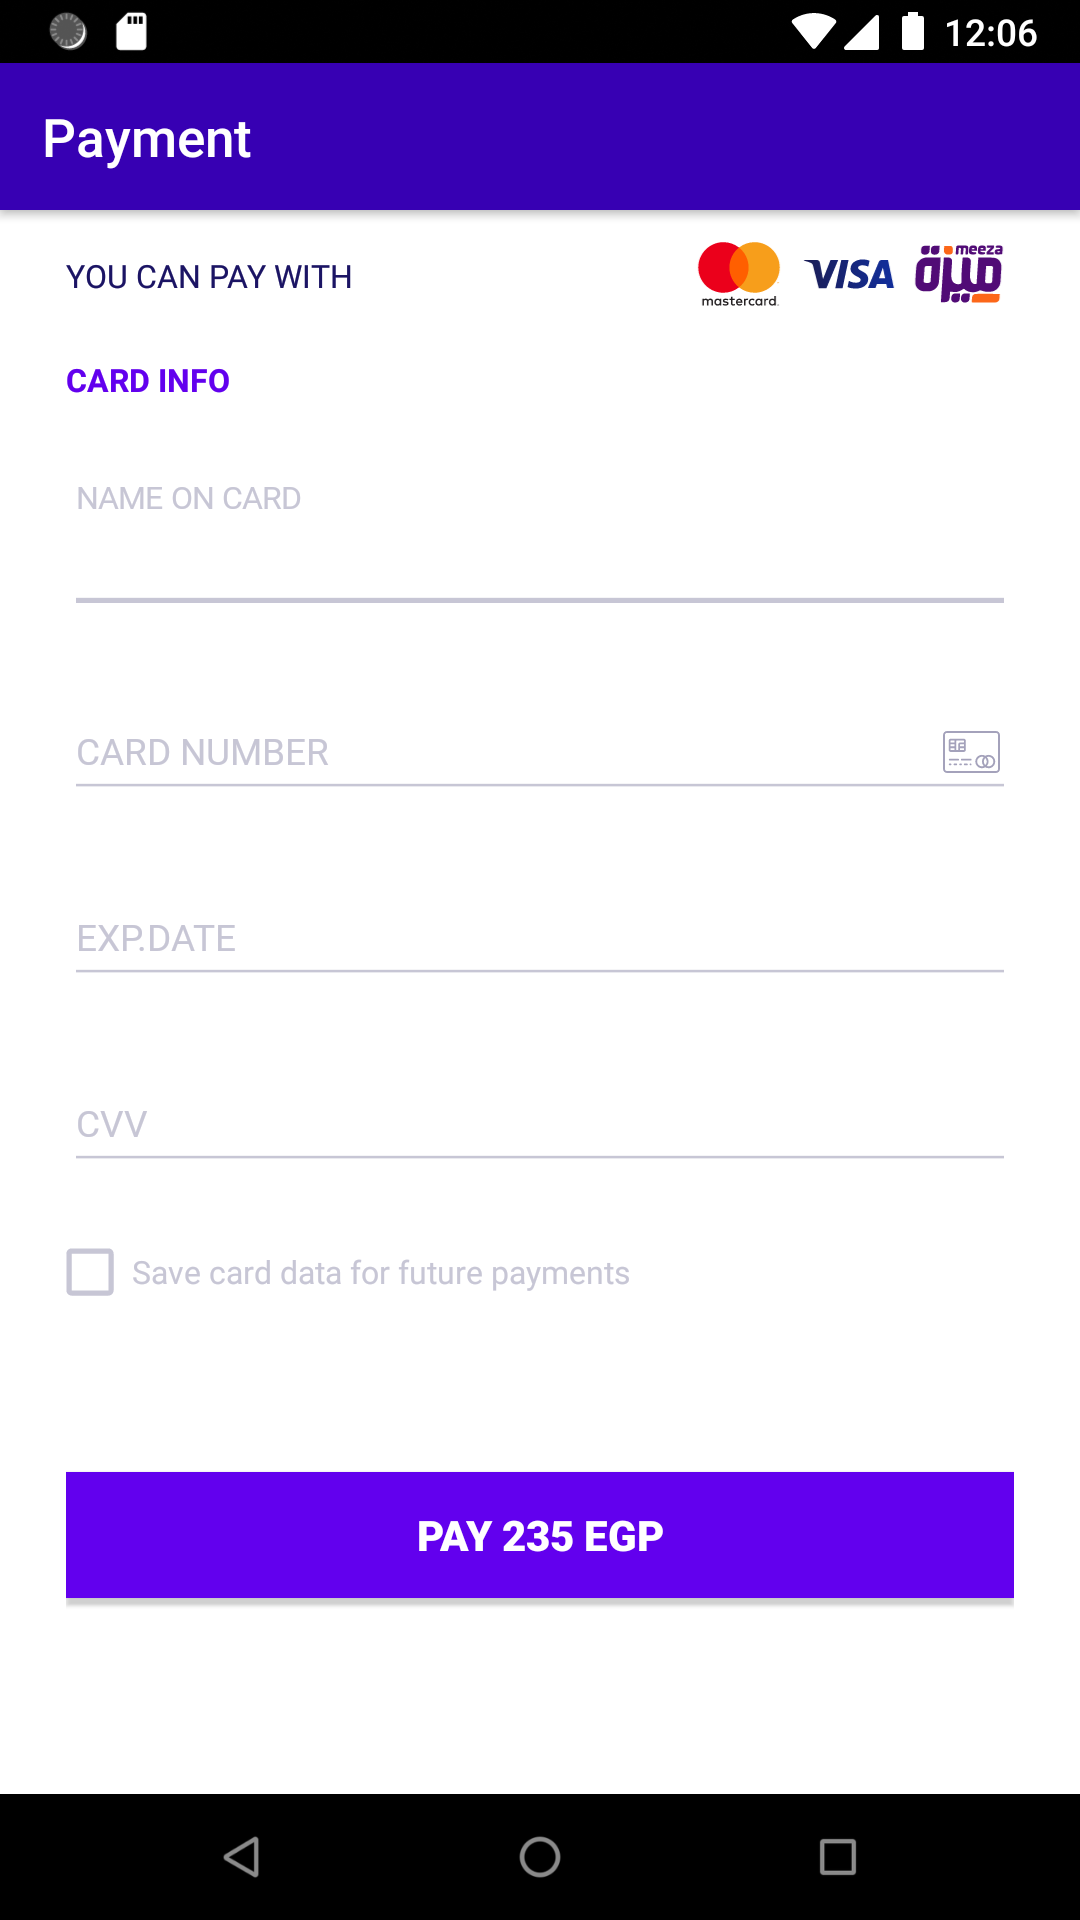 12:06
Payment
YOU CAN PAY WITH
mastercard.
VISA
meeza
ميزة
CARD INFO
NAME ON CARD
CARD NUMBER
EXP.DATE
CVV
Save card data for future payments
PAY 235 EGP